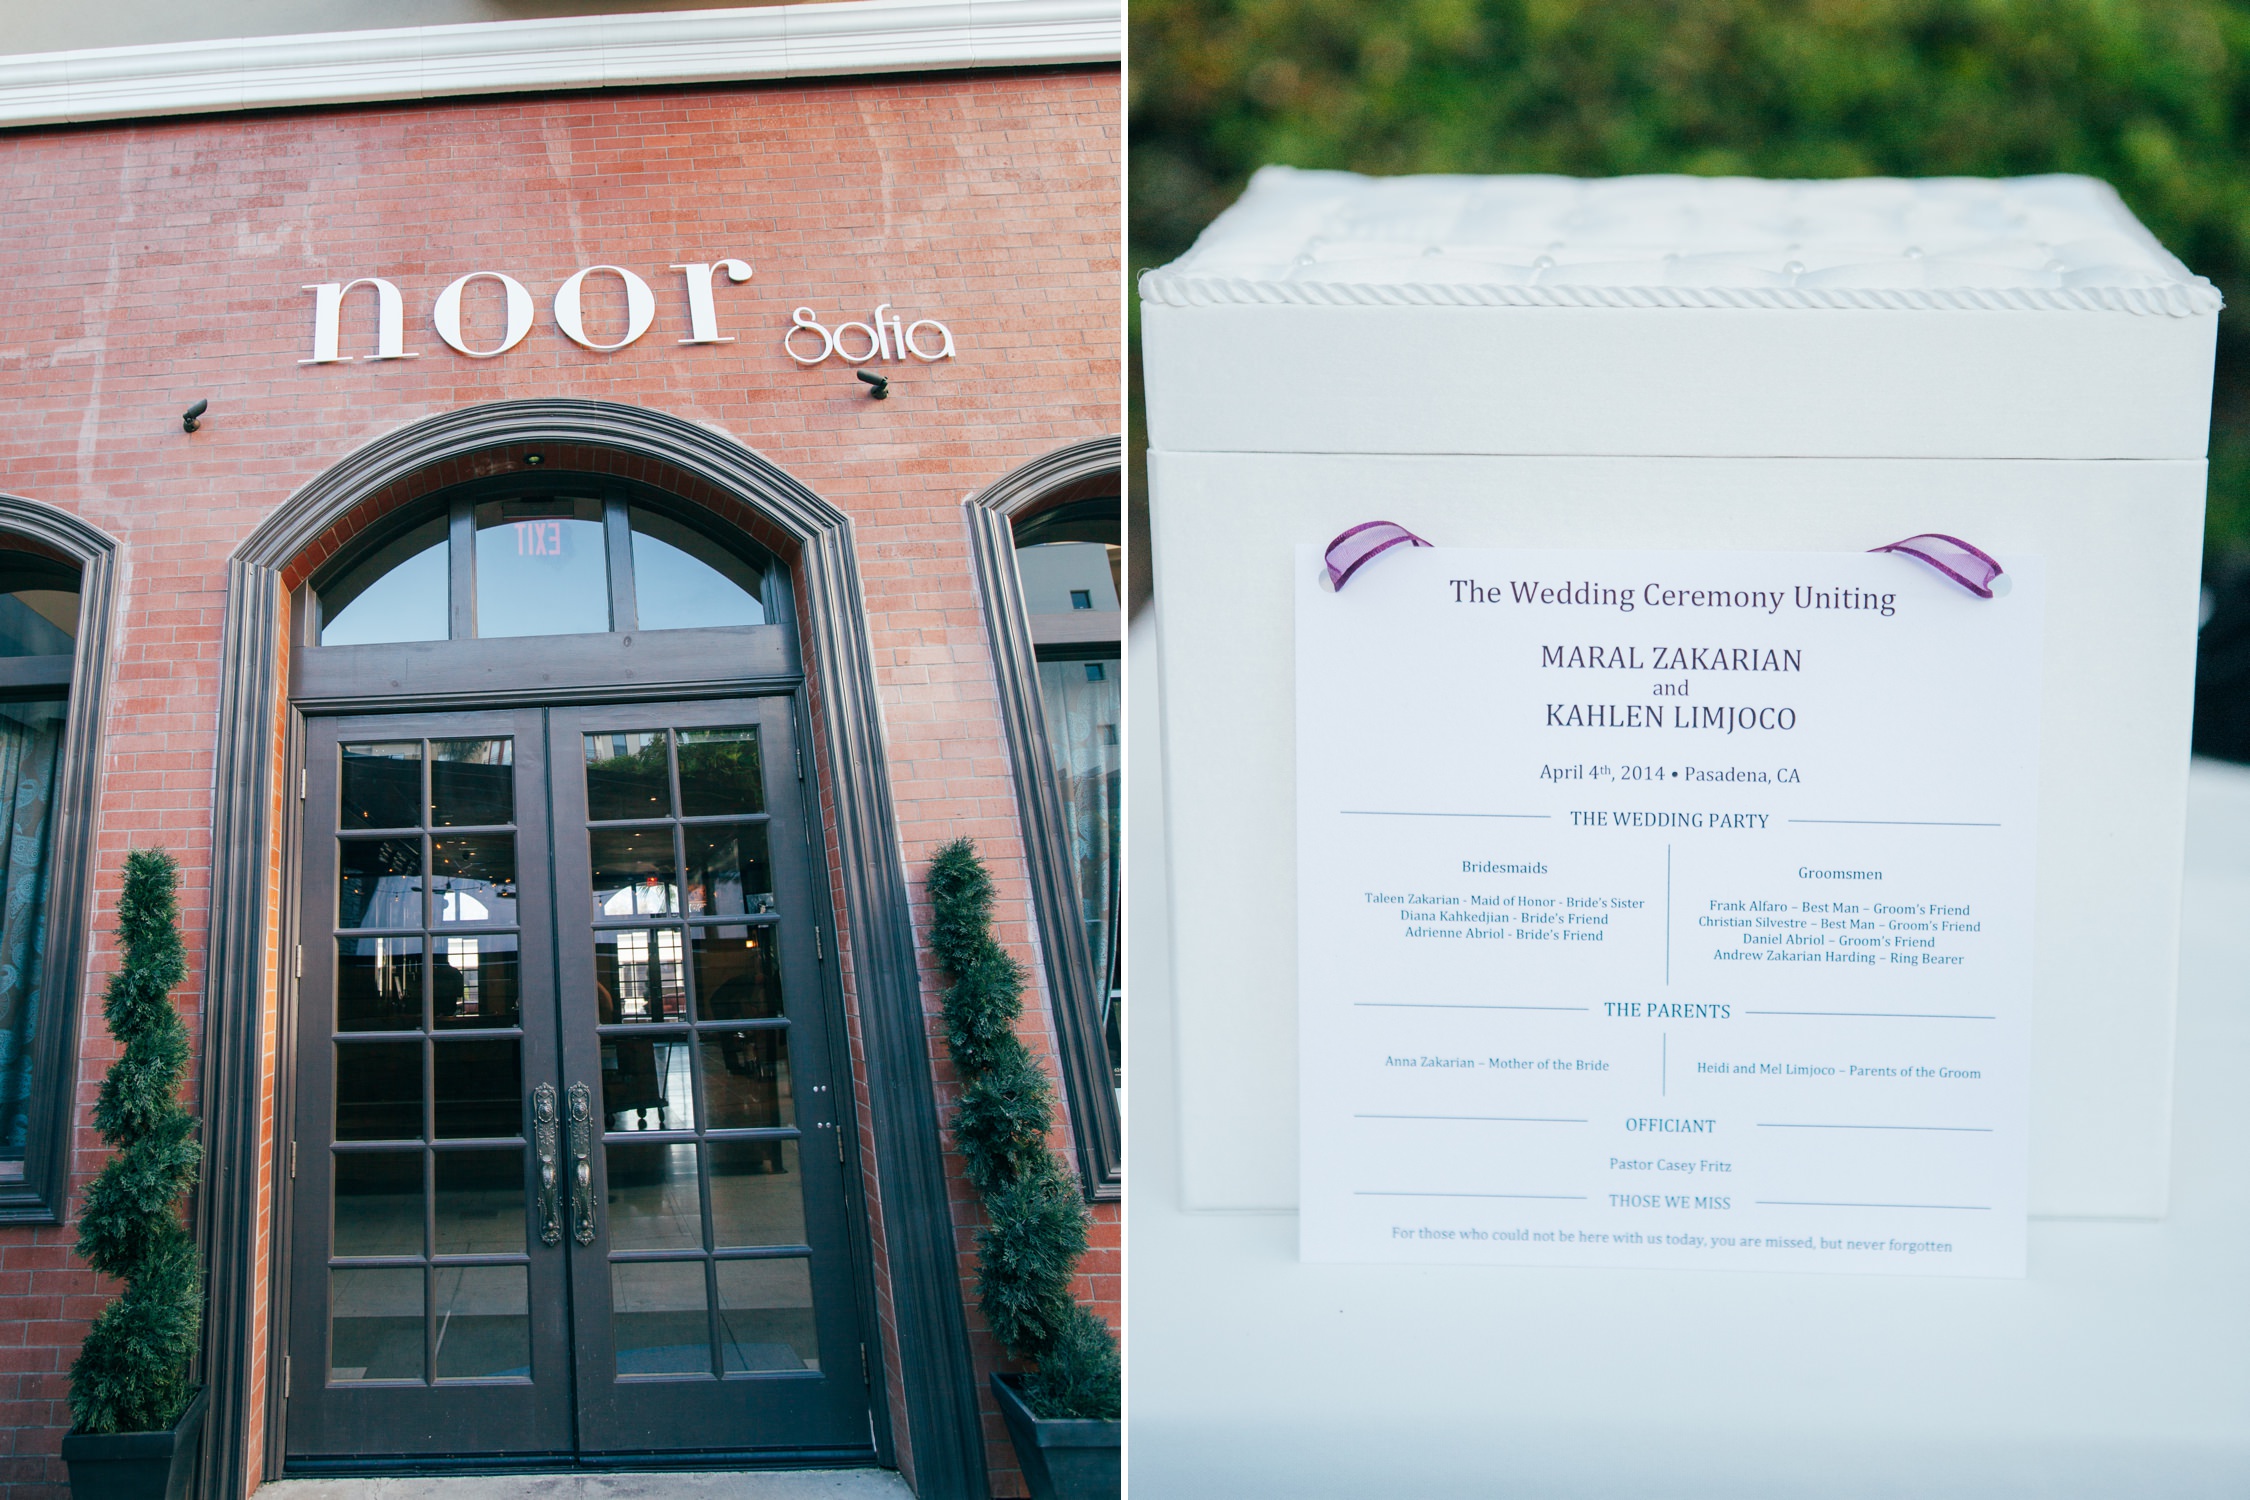 noor Sofia
EXIT
The Wedding Ceremony Uniting
MARAL ZAKARIAN
and
KAHLEN LIMJOCO
April 4th, 2014 • Pasadena, CA
THE WEDDING PARTY
Bridesmaids
Taleen Zakarian - Maid of Honor - Bride's Sister
Diana Kahkedjian - Bride's Friend
Adrienne Abriol - Bride's Friend
Groomsmen
Frank Alfaro – Best Man – Groom's Friend
Christian Silvestre – Best Man – Groom's Friend
Daniel Abriol – Groom's Friend
Andrew Zakarian Harding – Ring Bearer
THE PARENTS
Anna Zakarian – Mother of the Bride
Heidi and Mel Limjoco – Parents of the Groom
OFFICIANT
Pastor Casey Fritz
THOSE WE MISS
For those who could not be here with us today, you are missed, but never forgotten